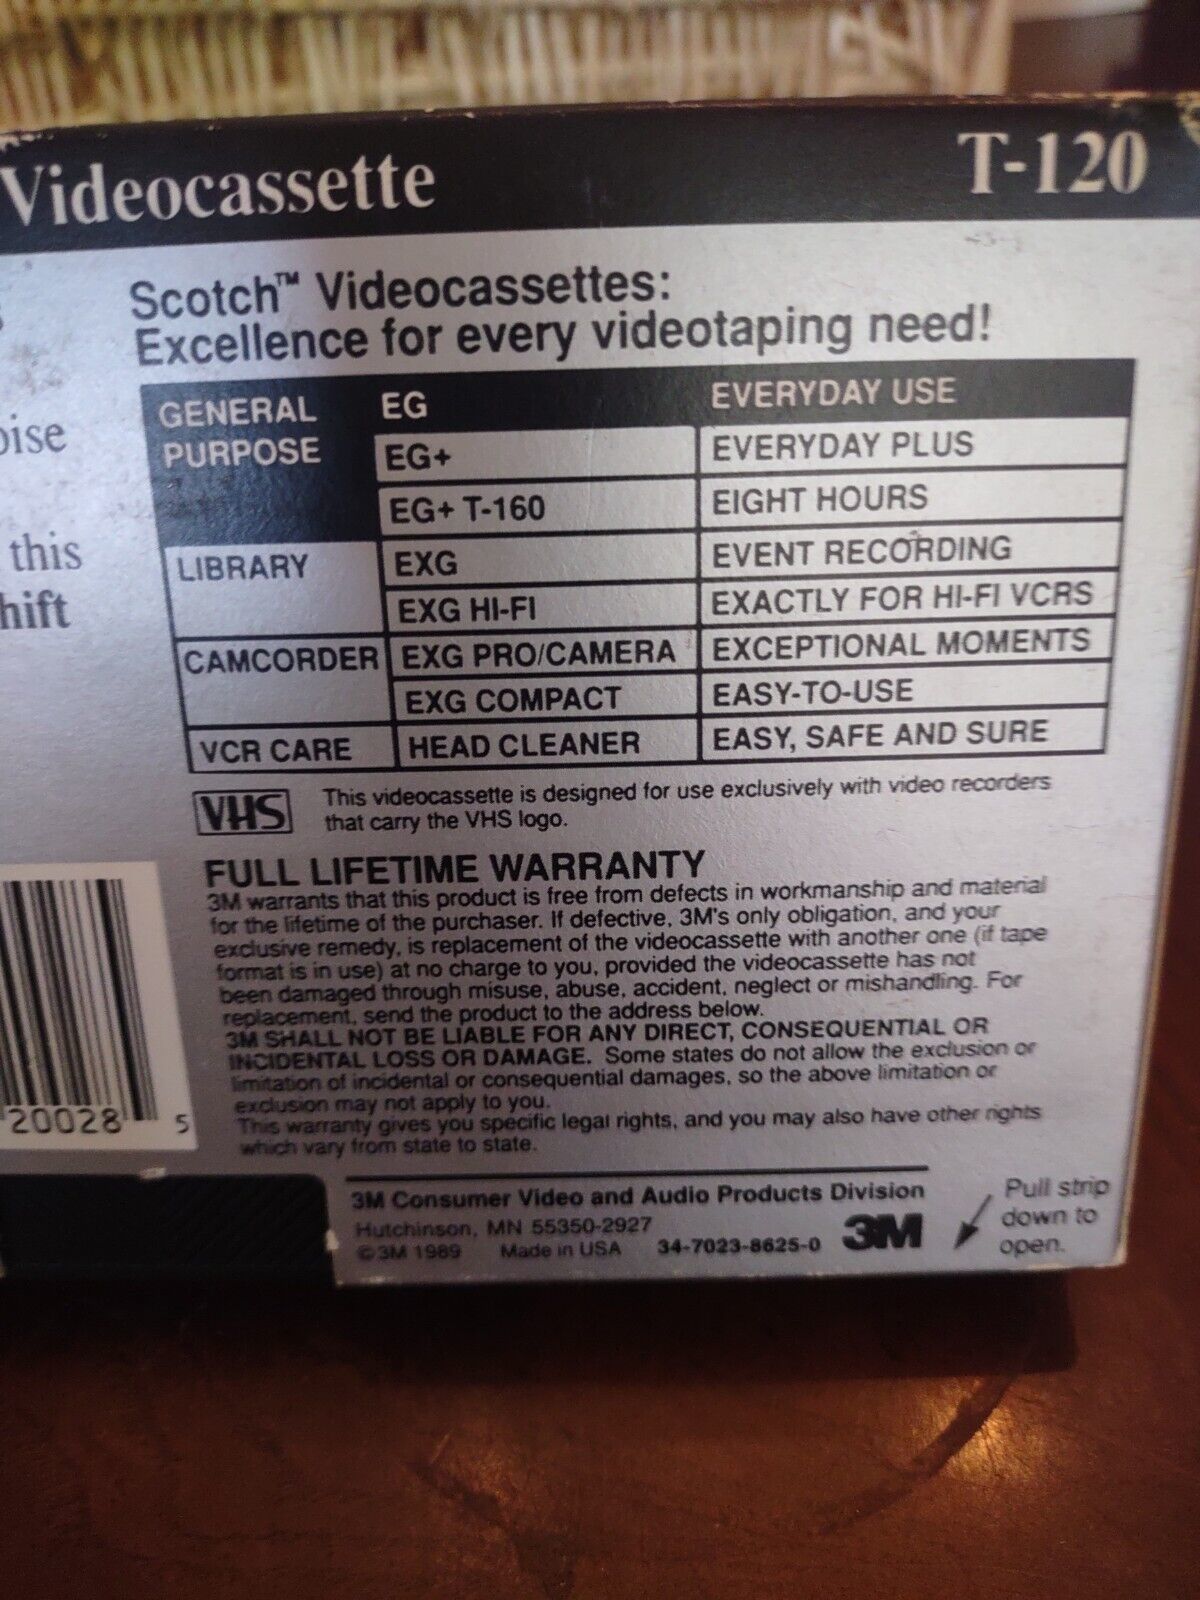 Videocassette T-120
Scotch™ Videocassettes:
Excellence for every videotaping need!
GENERAL PURPOSE EG EVERYDAY USE
EG+ EVERYDAY PLUS
EG+ T-160 EIGHT HOURS
LIBRARY EXG EVENT RECORDING
EXG HI-FI EXACTLY FOR HI-FI VCRS
CAMCORDER EXG PRO/CAMERA EXCEPTIONAL MOMENTS
EXG COMPACT EASY-TO-USE
VCR CARE HEAD CLEANER EASY, SAFE AND SURE
this
VHS This videocassette is designed for use exclusively with video recorders
that carry the VHS logo.
FULL LIFETIME WARRANTY
3M warrants that this product is free from defects in workmanship and material
for the lifetime of the purchaser. If defective, 3M's only obligation, and your
exclusive remedy, is replacement of the videocassette with another one (if tape
format is in use) at no charge to you, provided the videocassette has not
been damaged through misuse, abuse, accident, neglect or mishandling. For
replacement, send the product to the address below.
3M SHALL NOT BE LIABLE FOR ANY DIRECT, CONSEQUENTIAL OR
INCIDENTAL LOSS OR DAMAGE. Some states do not allow the exclusion or
limitation of incidental or consequential damages, so the above limitation or
exclusion may not apply to you.
This warranty gives you specific legal rights, and you may also have other rights
which vary from state to state.
20028 5
3M Consumer Video and Audio Products Division
Hutchinson, MN 55350-2927
©3M 1989 Made in USA 34-7023-8625-0 3M
Pull strip
down to
open.